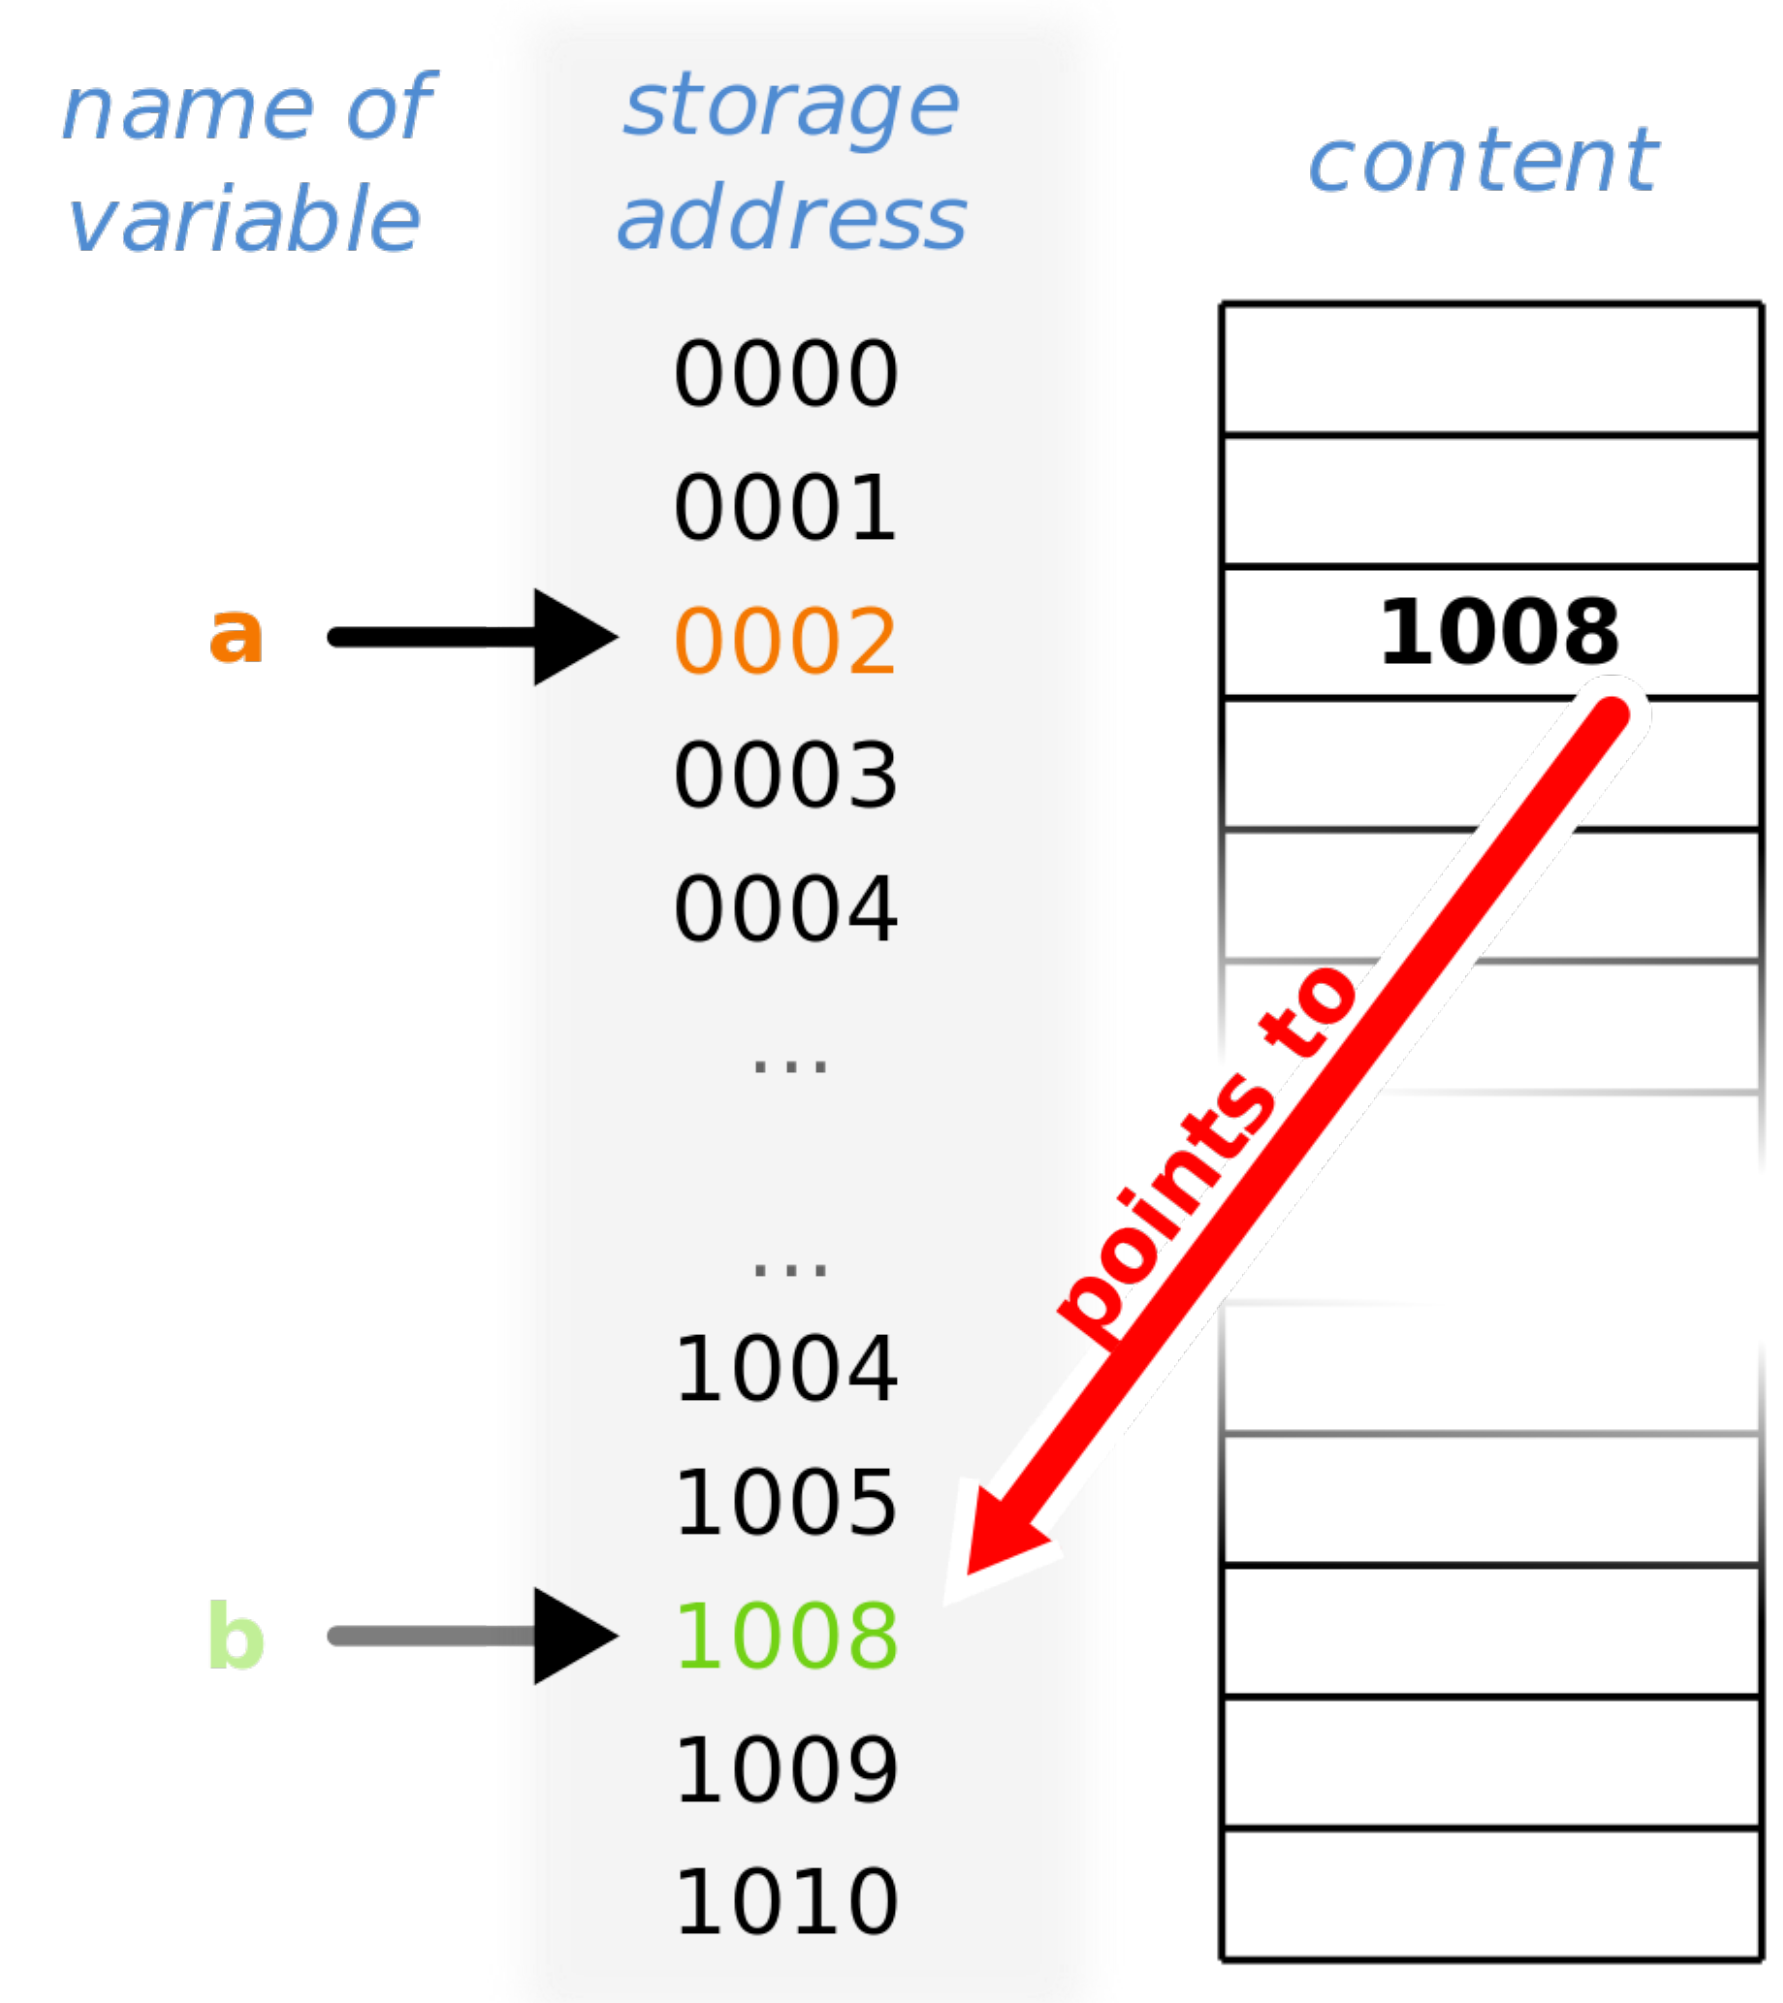 name of
variable
storage
address
content
0000
0001
a
0002
1008
0003
0004
...
points to
...
1004
1005
b
1008
1009
1010